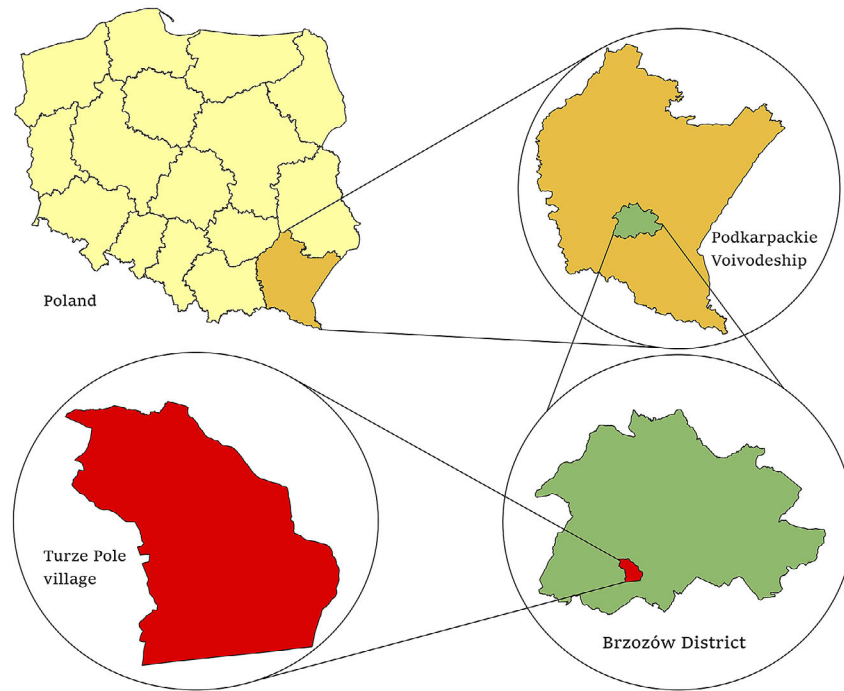 Poland
Podkarpackie
Voivodeship
Turze Pole
village
Brzozów District